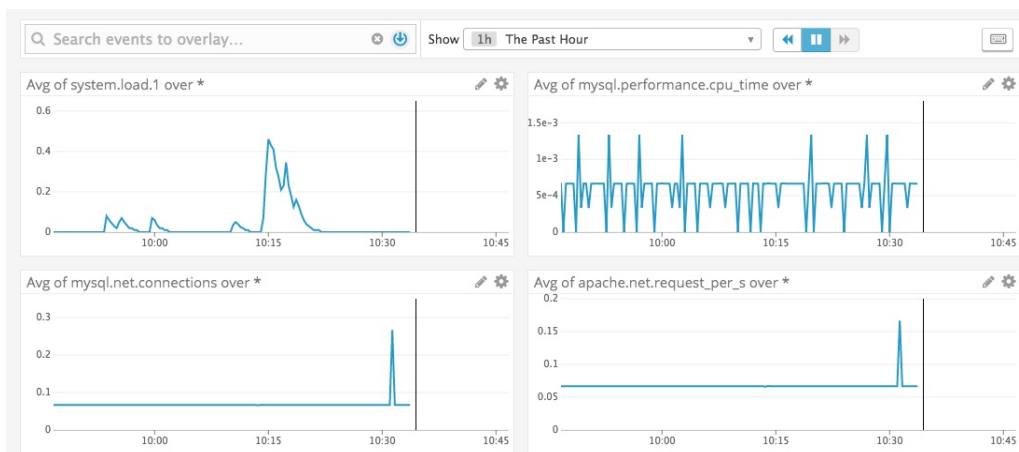 Search events to overlay... Show 1h The Past Hour
Avg of system.load.1 over * Avg of mysql.performance.cpu_time over *
0.6
1.5e-3
0.4
1e-3
0.2
5e-4
0 0
10:00 10:15 10:30 10:45 10:00 10:15 10:30 10:45
Avg of mysql.net.connections over * Avg of apache.net.request_per_s over *
0.2
0.3
0.15
0.2
0.1
0.1
0.05
0 0
10:00 10:15 10:30 10:45 10:00 10:15 10:30 10:45